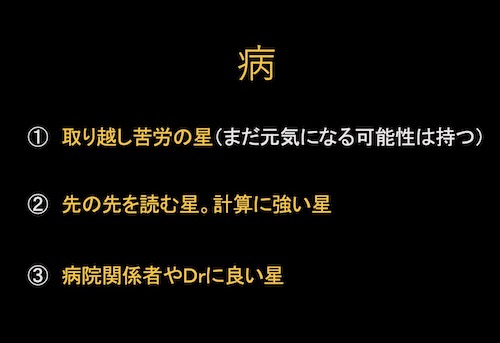 病
① 取り越し苦労の星(まだ元気になる可能性は持つ)
② 先の先を読む星。計算に強い星
③ 病院関係者やDrに良い星